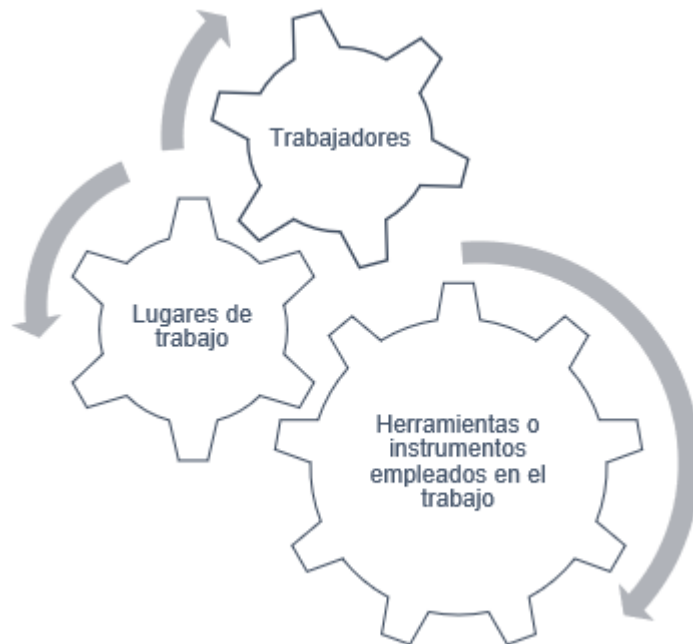 Trabajadores
Lugares de
trabajo
Herramientas o
instrumentos
empleados en el
trabajo